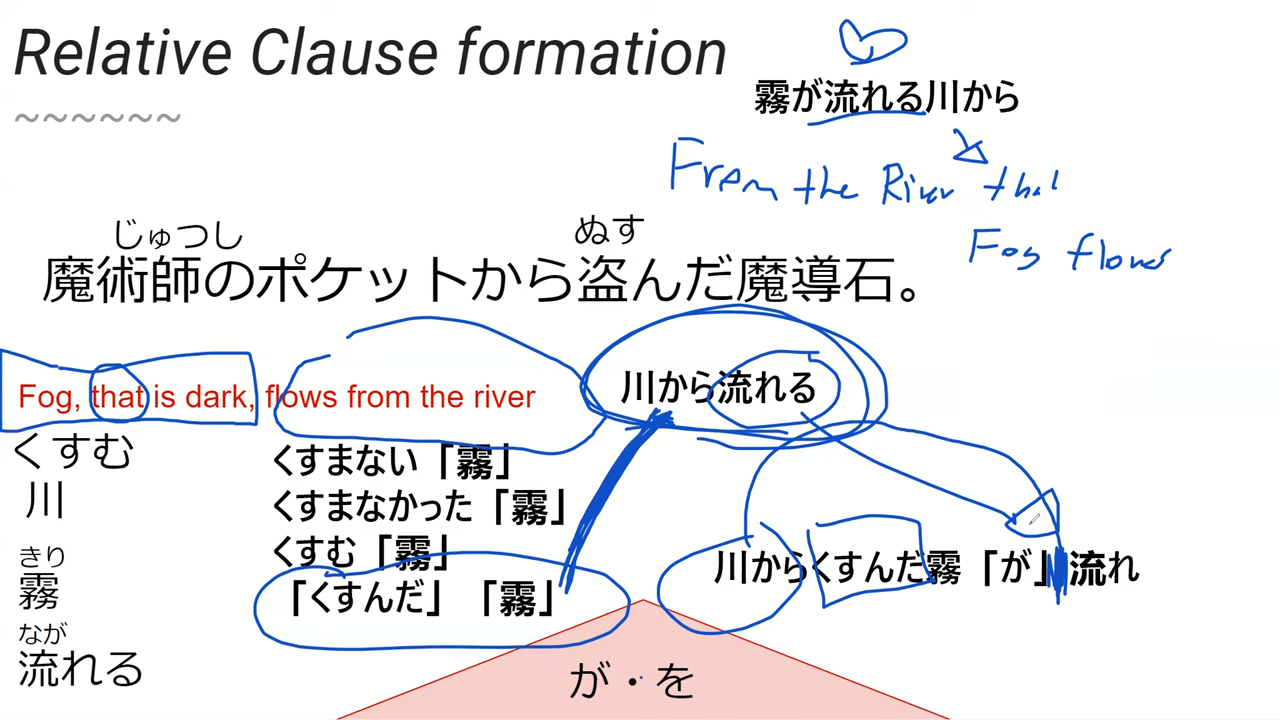 Relative Clause formation
~~~~~~
霧が流れる川から
From the River that
Fog flows
じゅつし ぬす
魔術師のポケットから盗んだ魔導石。
Fog, that is dark, flows from the river
川から流れる
くすむ
川
きり
霧
なが
流れる
くすまない「霧」
くすまなかった「霧」
くすむ「霧」
「くすんだ」「霧」
川からくすんだ霧「が」流れ
が・を